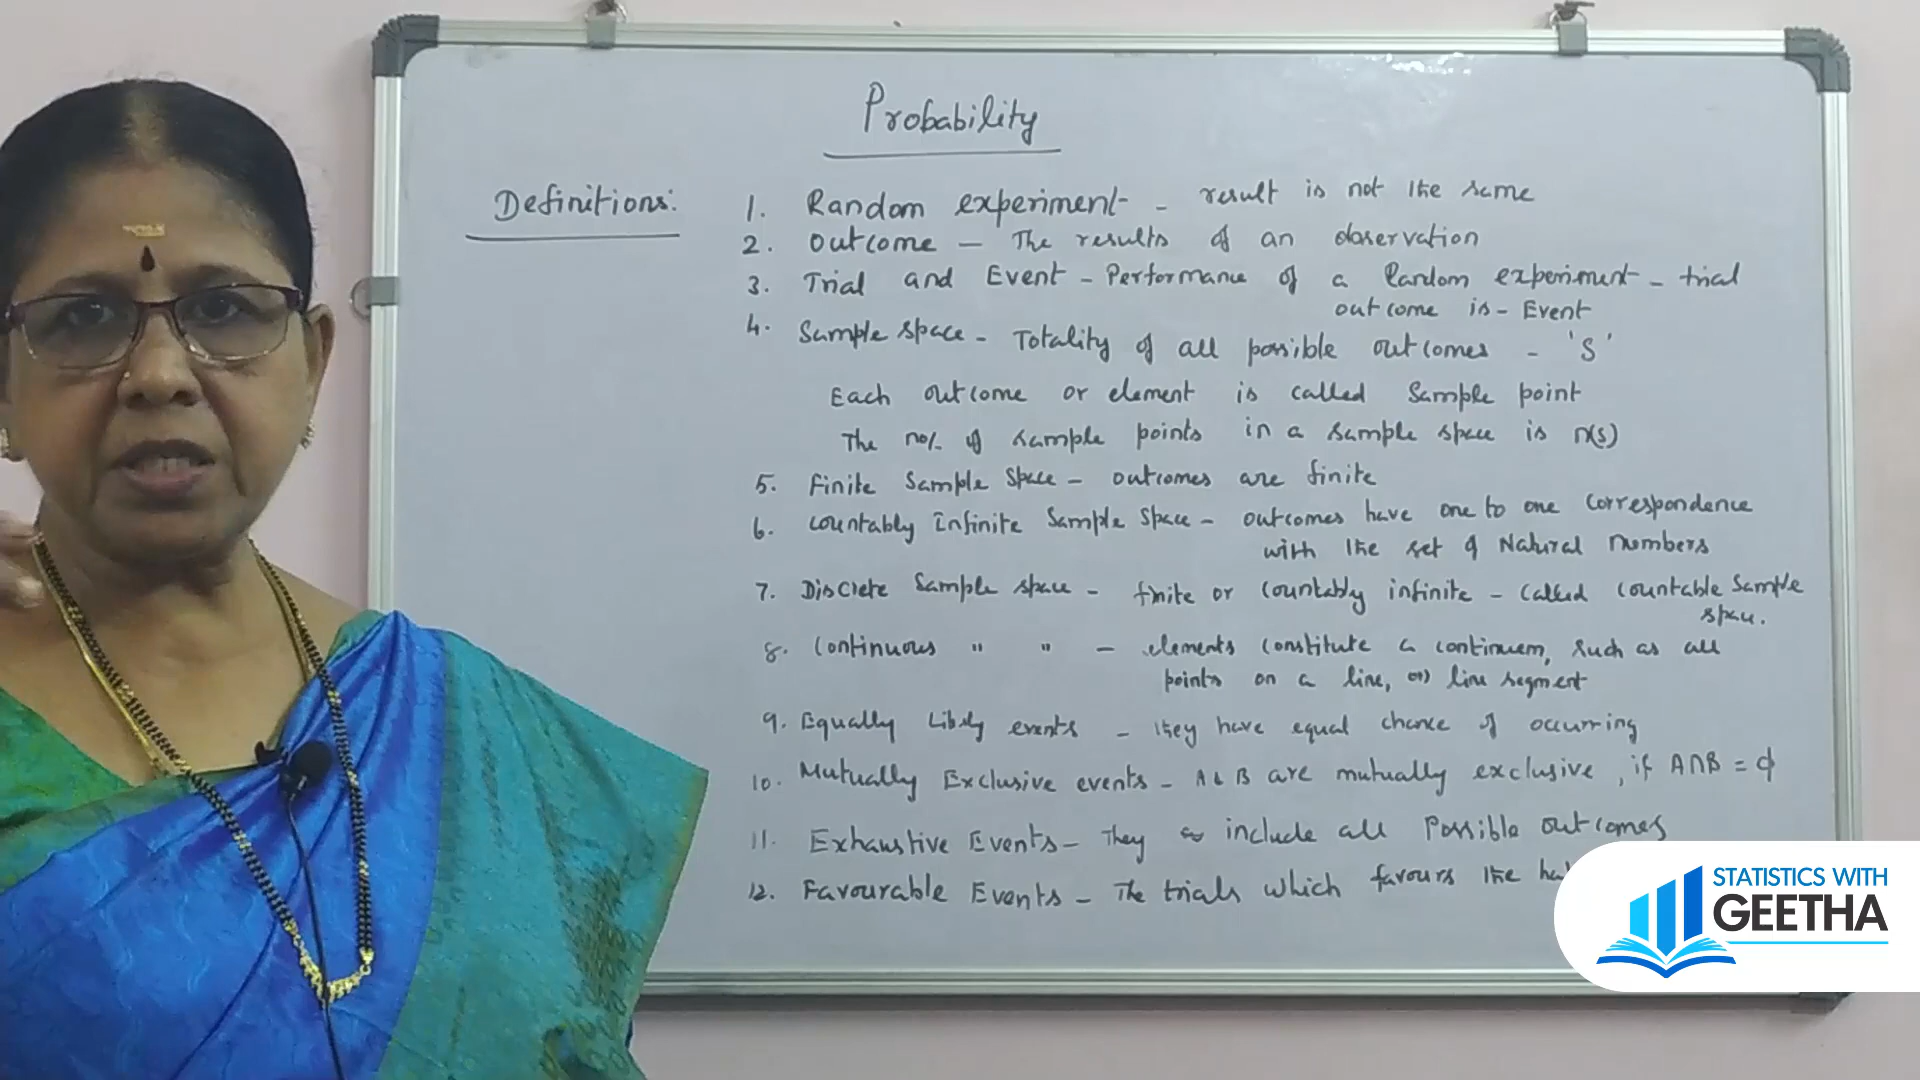 Probability
Definitions:
1. Random experiment - result is not the same
2. Outcome - The results of an observation
3. Trial and Event - Performance of a Random experiment - trial
outcome is - Event
4. Sample space - Totality of all possible outcomes - 'S'
Each outcome or element is called Sample point
The no/. of sample points in a sample space is n(s)
5. Finite Sample Space - outcomes are finite
6. Countably Infinite Sample Space - outcomes have one to one correspondence
with the set of Natural numbers
7. Discrete Sample space - finite or countably infinite - called countable Sample
space.
8. Continuous " " - elements constitute a continuem, such as all
points on a line, (or) line segment
9. Equally likely events - they have equal chance of occurring
10. Mutually Exclusive events - A & B are mutually exclusive, if A∩B = ϕ
11. Exhaustive Events - They include all possible outcomes
12. Favourable Events - The trials which favours the
STATISTICS WITH
GEETHA